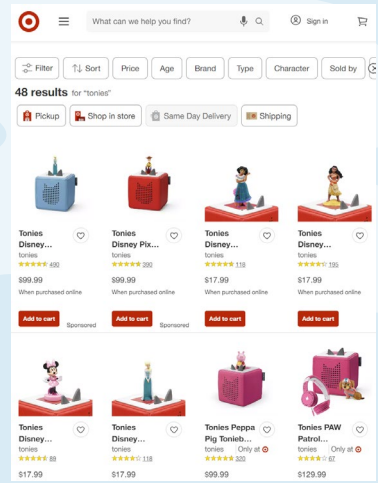 What can we help you find?
Sign in
Filter
Sort
Price
Age
Brand
Type
Character
Sold by
48 results for "tonies"
Pickup
Shop in store
Same Day Delivery
Shipping
Tonies Disney...
tonies
490
$99.99
When purchased online
Add to cart
Sponsored
Tonies Disney Pix...
tonies
390
$99.99
When purchased online
Add to cart
Sponsored
Tonies Disney...
tonies
116
$17.99
When purchased online
Add to cart
Tonies Disney...
tonies
195
$17.99
When purchased online
Add to cart
Tonies Disney...
tonies
89
$17.99
Tonies Disney...
tonies
118
$17.99
Tonies Peppa Pig Tonieb...
tonies
Only at
320
$99.99
Tonies PAW Patrol...
tonies
Only at
67
$129.99